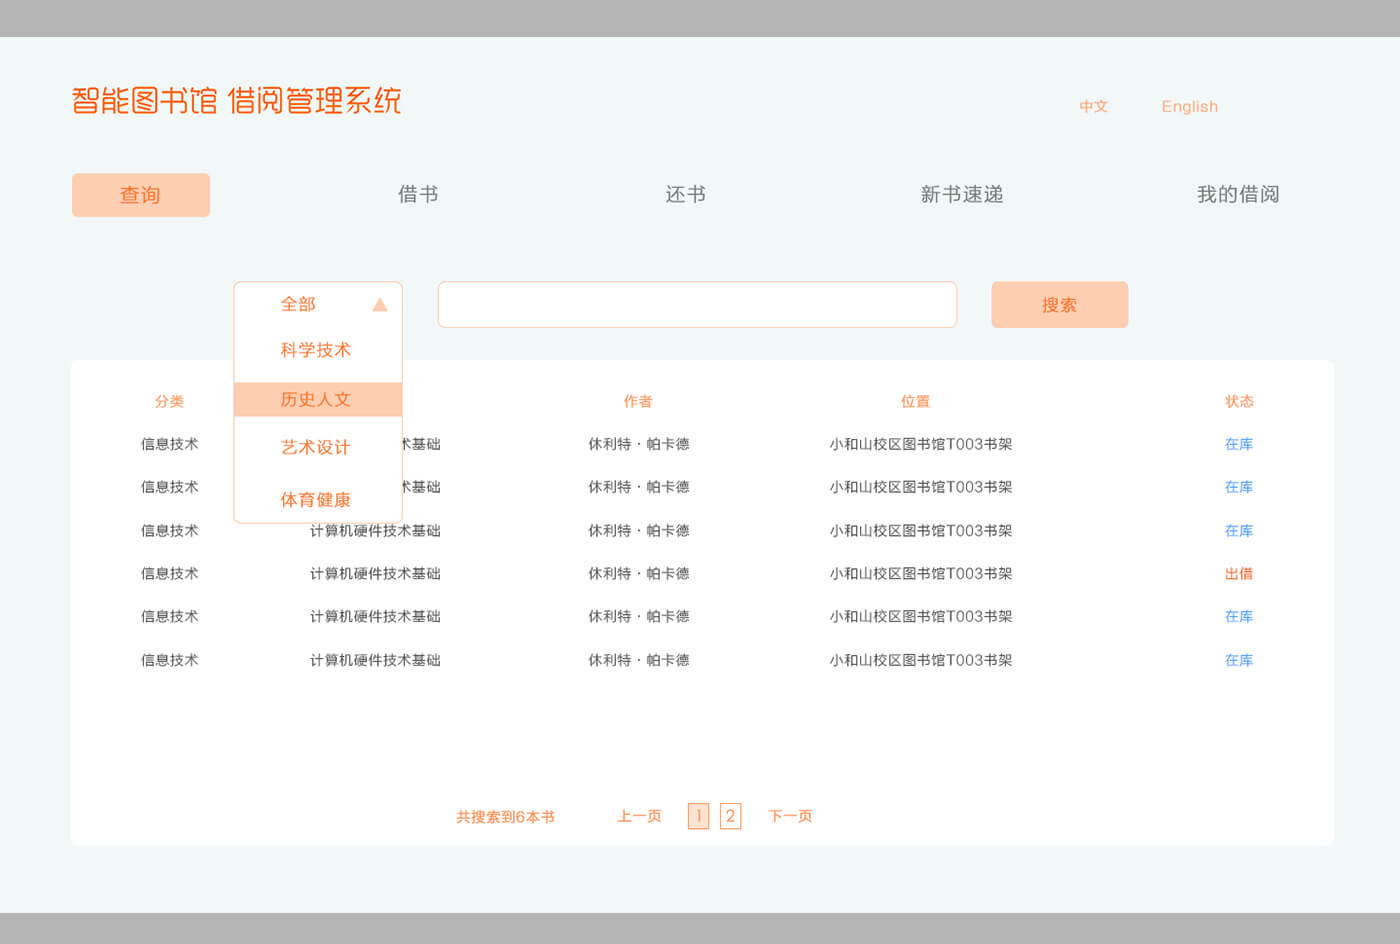 智能图书馆 借阅管理系统
中文 English
查询 借书 还书 新书速递 我的借阅
全部 搜索
科学技术
历史人文
艺术设计
体育健康
分类 作者 位置 状态
信息技术 术基础 休利特·帕卡德 小和山校区图书馆T003书架 在库
信息技术 术基础 休利特·帕卡德 小和山校区图书馆T003书架 在库
信息技术 计算机硬件技术基础 休利特·帕卡德 小和山校区图书馆T003书架 在库
信息技术 计算机硬件技术基础 休利特·帕卡德 小和山校区图书馆T003书架 出借
信息技术 计算机硬件技术基础 休利特·帕卡德 小和山校区图书馆T003书架 在库
信息技术 计算机硬件技术基础 休利特·帕卡德 小和山校区图书馆T003书架 在库
共搜索到6本书 上一页 1 2 下一页